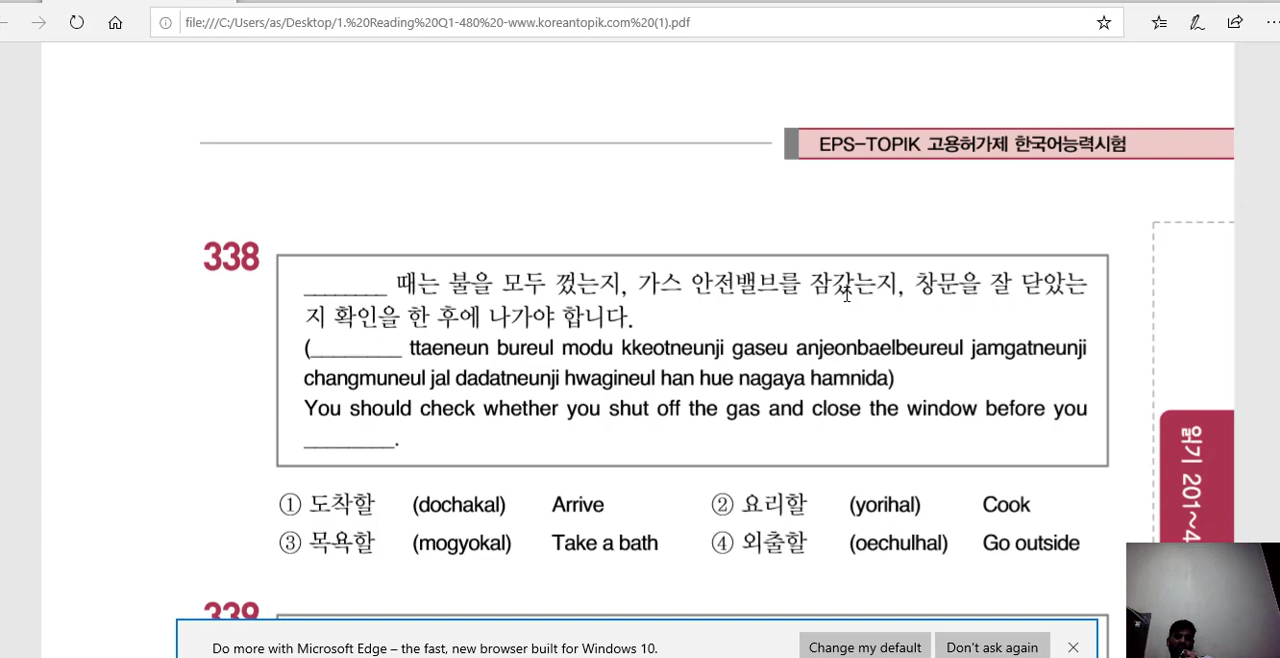 file:///C:/Users/as/Desktop/1.%20Reading%20Q1-480%20-www.koreantopik.com%20(1).pdf
EPS-TOPIK 고용허가제 한국어능력시험
338
________ 때는 불을 모두 껐는지, 가스 안전밸브를 잠갔는지, 창문을 잘 닫았는
지 확인을 한 후에 나가야 합니다.
(_________ ttaeneun bureul modu kkeotneunji gaseu anjeonbaelbeureul jamgatneunji
changmuneul jal dadatneunji hwagineul han hue nagaya hamnida)
You should check whether you shut off the gas and close the window before you
_________.
① 도착할 (dochakal) Arrive ② 요리할 (yorihal) Cook
③ 목욕할 (mogyokal) Take a bath ④ 외출할 (oechulhal) Go outside
읽기 201~4
339
Do more with Microsoft Edge – the fast, new browser built for Windows 10. Change my default Don't ask again